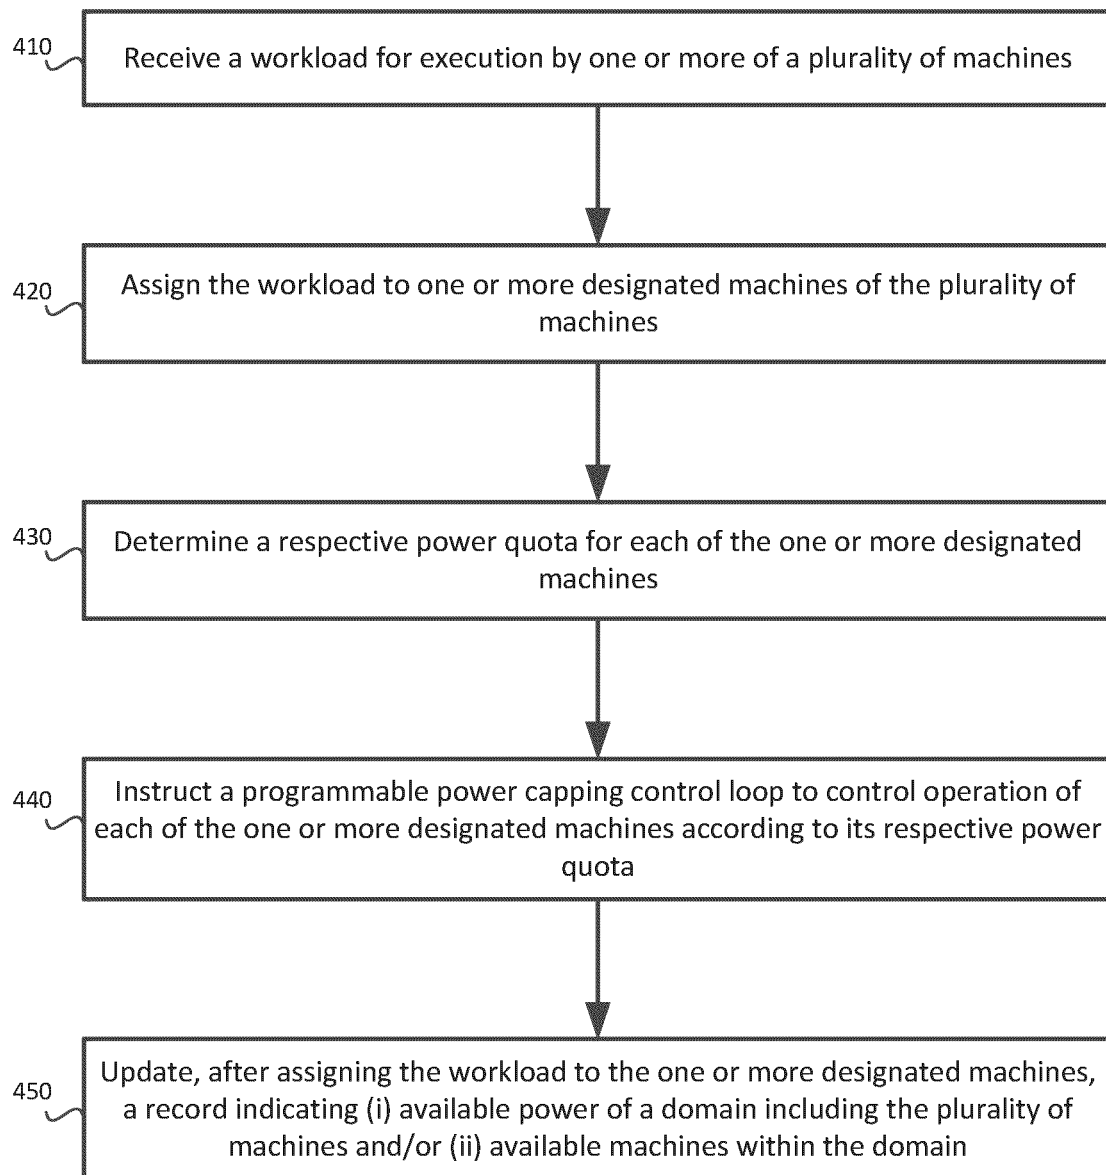 410
Receive a workload for execution by one or more of a plurality of machines
420
Assign the workload to one or more designated machines of the plurality of
machines
430
Determine a respective power quota for each of the one or more designated
machines
440
Instruct a programmable power capping control loop to control operation of
each of the one or more designated machines according to its respective power
quota
450
Update, after assigning the workload to the one or more designated machines,
a record indicating (i) available power of a domain including the plurality of
machines and/or (ii) available machines within the domain